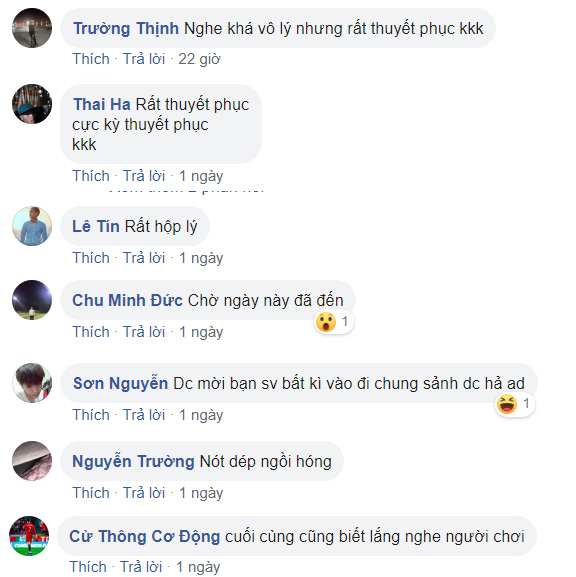 Trường Thịnh Nghe khá vô lý nhưng rất thuyết phục kkk
Thích · Trả lời · 22 giờ
Thai Ha Rất thuyết phục
cực kỳ thuyết phục
kkk
Thích · Trả lời · 1 ngày
Lê Tín Rất hộp lý
Thích · Trả lời · 1 ngày
Chu Minh Đức Chờ ngày này đã đến
1
Thích · Trả lời · 1 ngày
Sơn Nguyễn Dc mời bạn sv bất kì vào đi chung sảnh dc hả ad
1
Thích · Trả lời · 1 ngày
Nguyễn Trường Nót dép ngồi hóng
Thích · Trả lời · 1 ngày
Cừ Thông Cơ Động cuối cùng cũng biết lắng nghe người chơi
Thích · Trả lời · 1 ngày